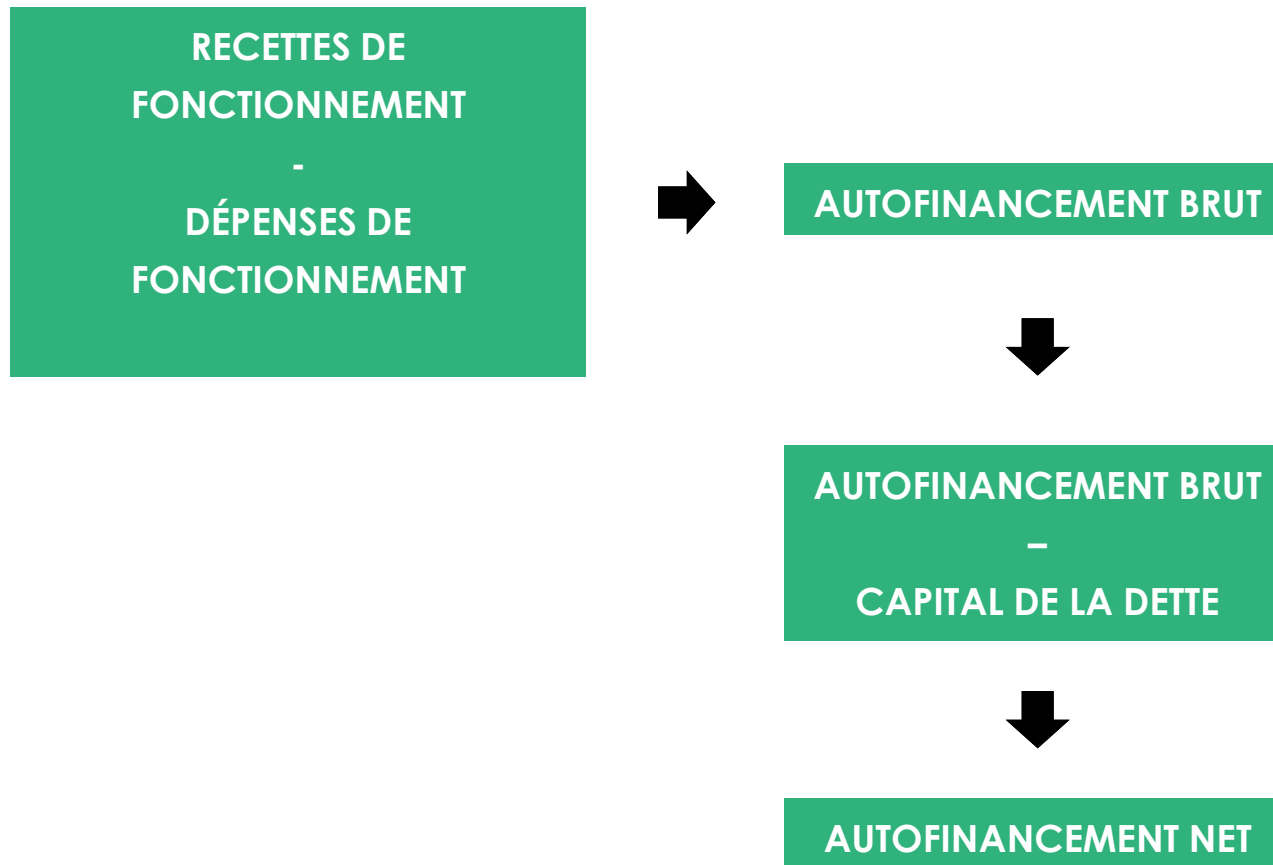 RECETTES DE
FONCTIONNEMENT
-
DÉPENSES DE
FONCTIONNEMENT
AUTOFINANCEMENT BRUT
AUTOFINANCEMENT BRUT
–
CAPITAL DE LA DETTE
AUTOFINANCEMENT NET